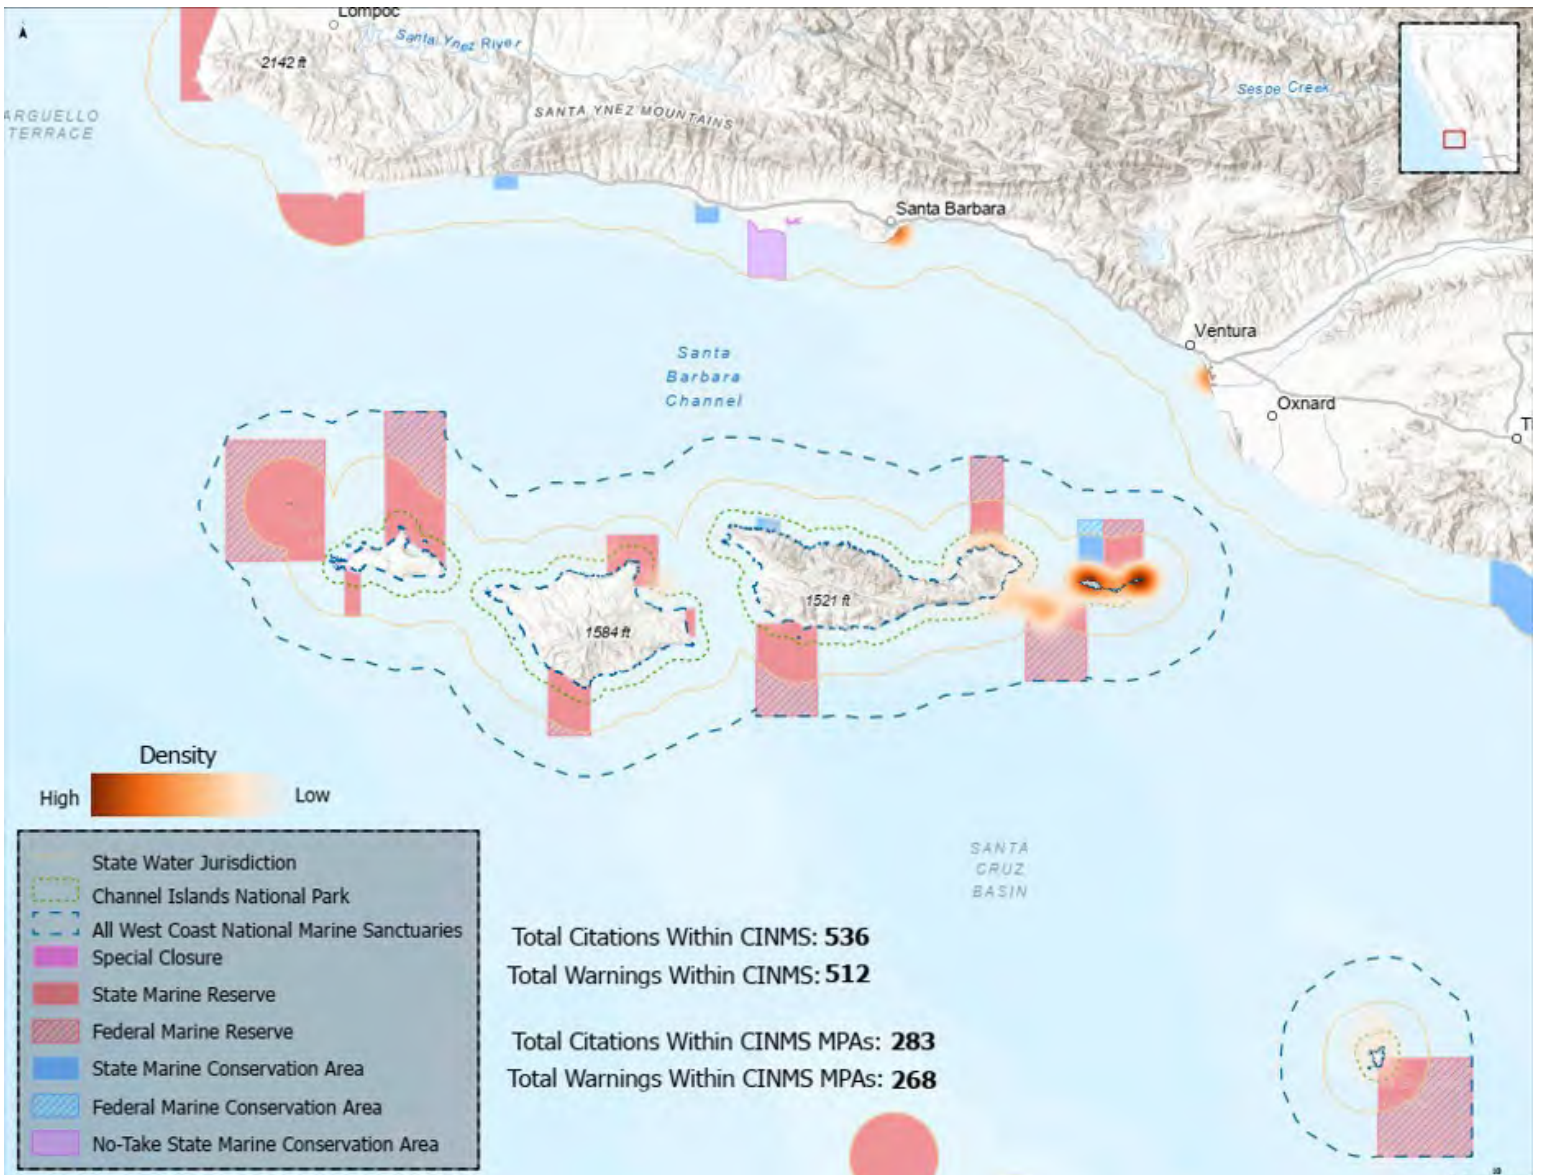 Lompoc
Santa Ynez River
2142 ft
ARGUELLO
TERRACE
SANTA YNEZ MOUNTAINS
Sespe Creek
Santa Barbara
Ventura
Oxnard
Santa
Barbara
Channel
1521 ft
1584 ft
Density
High
Low
SANTA
CRUZ
BASIN
State Water Jurisdiction
Channel Islands National Park
All West Coast National Marine Sanctuaries
Special Closure
State Marine Reserve
Federal Marine Reserve
State Marine Conservation Area
Federal Marine Conservation Area
No-Take State Marine Conservation Area
Total Citations Within CINMS: 536
Total Warnings Within CINMS: 512
Total Citations Within CINMS MPAs: 283
Total Warnings Within CINMS MPAs: 268